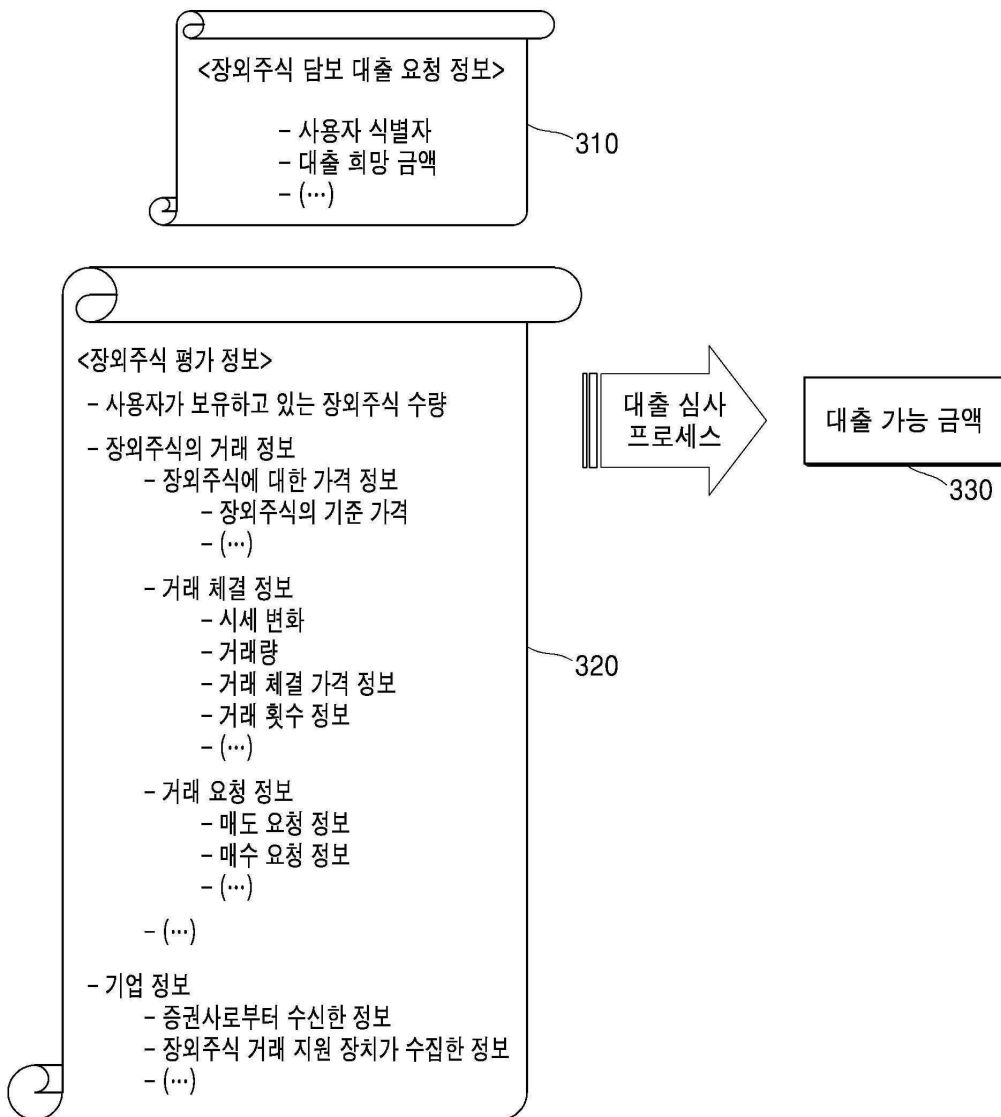 <장외주식 담보 대출 요청 정보>
- 사용자 식별자
- 대출 희망 금액
- (…)
310
<장외주식 평가 정보>
- 사용자가 보유하고 있는 장외주식 수량
- 장외주식의 거래 정보
- 장외주식에 대한 가격 정보
- 장외주식의 기준 가격
- (…)
- 거래 체결 정보
- 시세 변화
- 거래량
- 거래 체결 가격 정보
- 거래 횟수 정보
- (…)
- 거래 요청 정보
- 매도 요청 정보
- 매수 요청 정보
- (…)
- (…)
- 기업 정보
- 증권사로부터 수신한 정보
- 장외주식 거래 지원 장치가 수집한 정보
- (…)
320
대출 심사
프로세스
대출 가능 금액
330